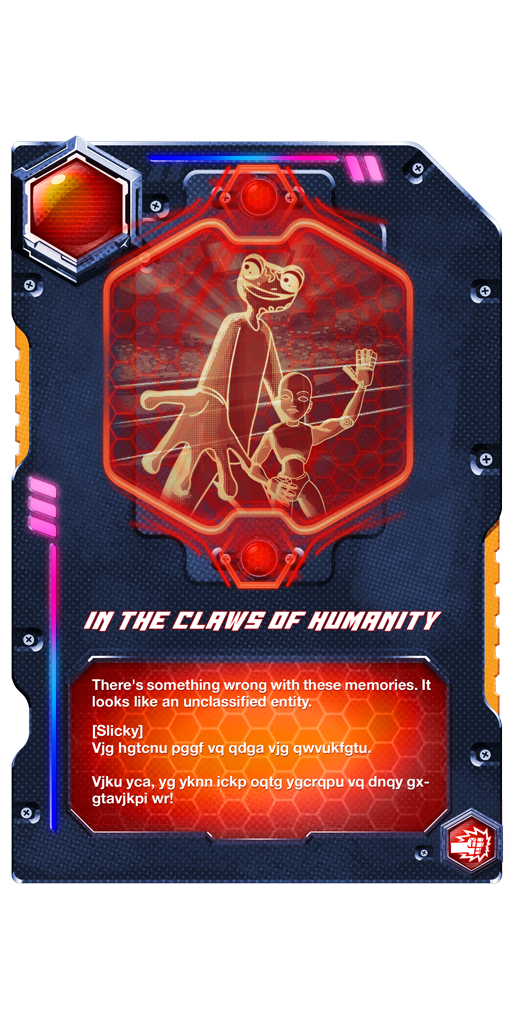 IN THE CLAWS OF HUMANITY
There's something wrong with these memories. It
looks like an unclassified entity.
[Slicky]
Vjg hgtcnu pggf vq qdga vjg qwvukfgtu.
Vjku yca, yg yknn ickp oqtg ygcrqpu vq dnqy gx-
gtavjkpi wr!